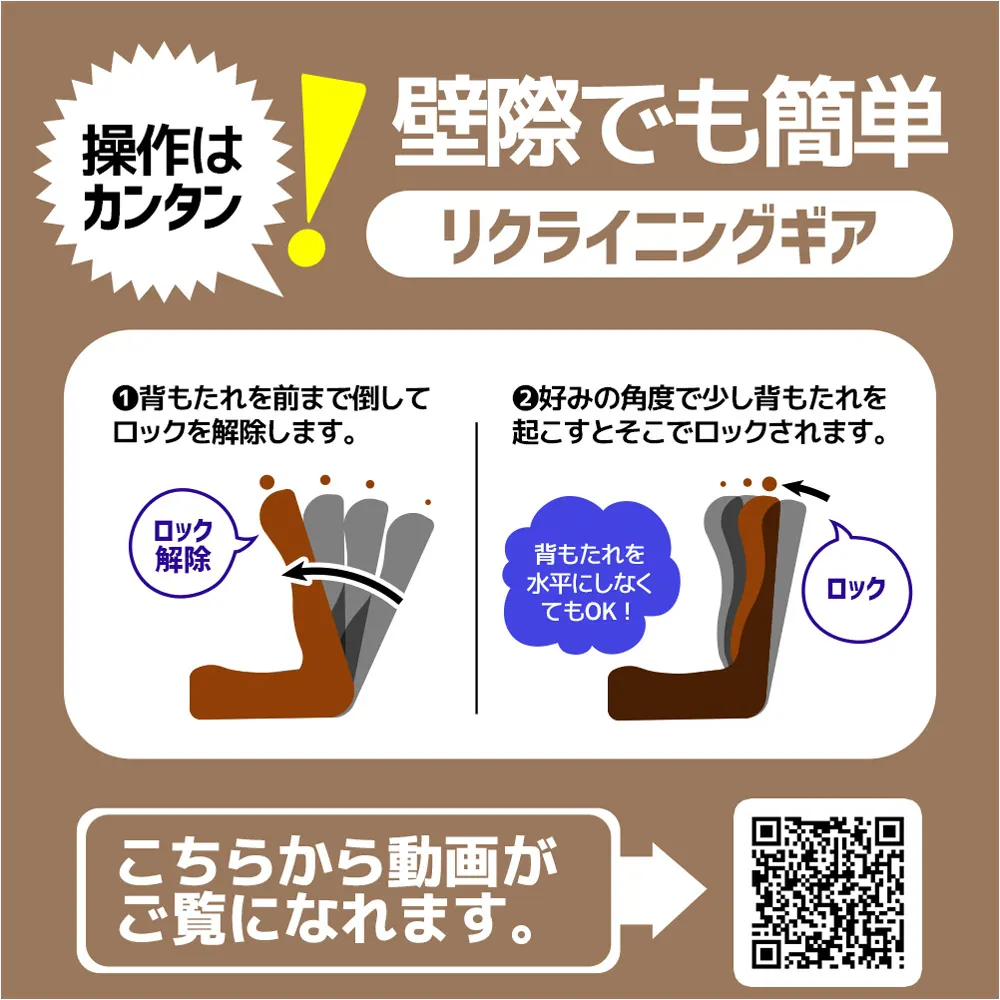 操作は
カンタン
壁際でも簡単
リクライニングギア
❶背もたれを前まで倒して
ロックを解除します。
ロック
解除
❷好みの角度で少し背もたれを
起こすとそこでロックされます。
背もたれを
水平にしなく
てもOK！
ロック
こちらから動画が
ご覧になれます。